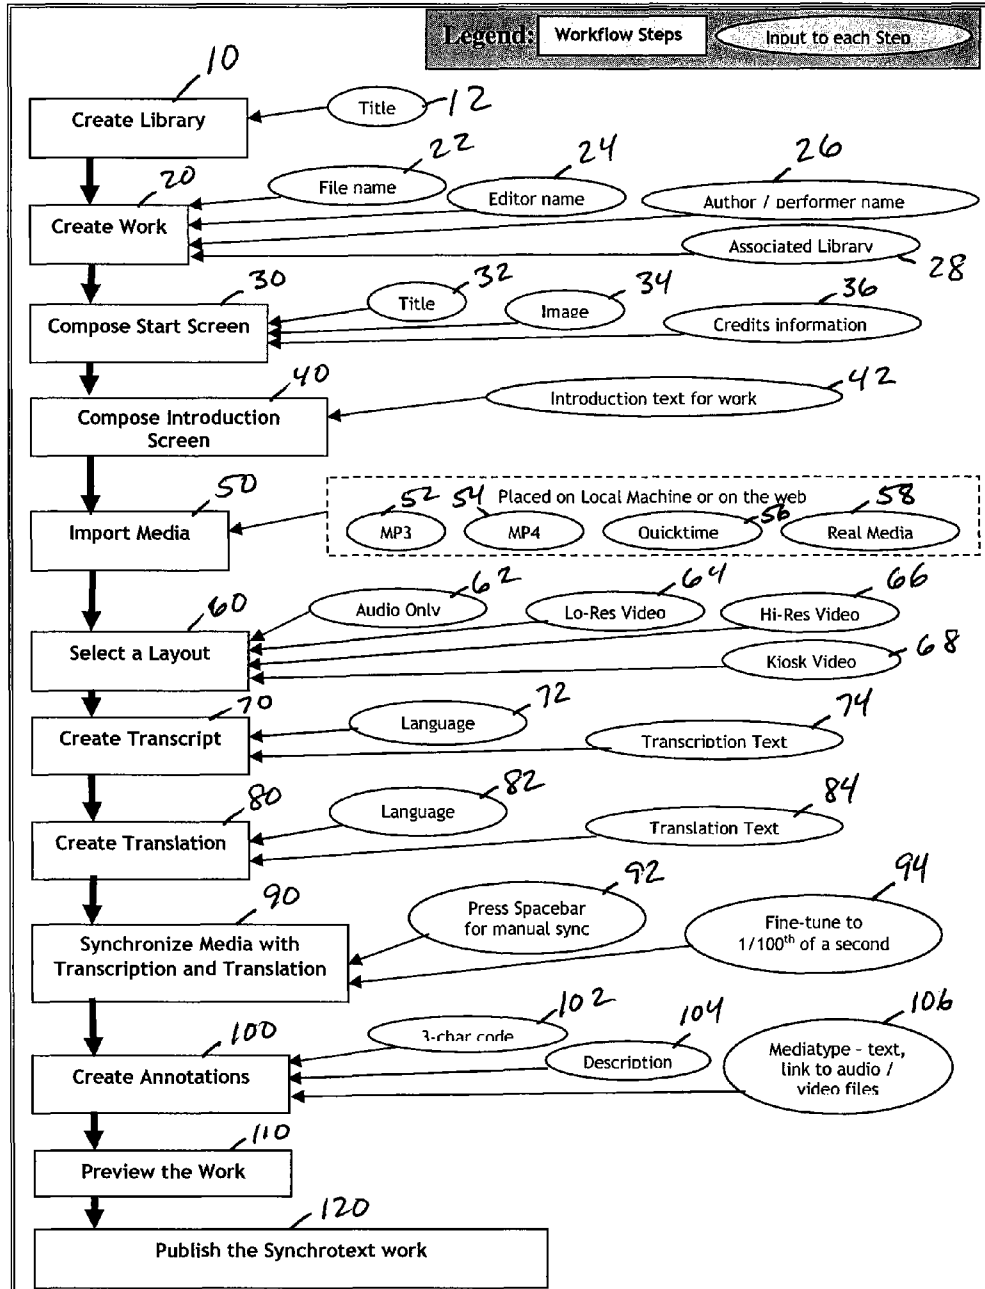 Legend: Workflow Steps Input to each Step
10
Create Library
Title 12
20
Create Work
File name 22
Editor name 24
Author / performer name 26
Associated Library 28
30
Compose Start Screen
Title 32
Image 34
Credits information 36
40
Compose Introduction
Screen
Introduction text for work 42
50
Import Media
Placed on Local Machine or on the web
MP3 52
MP4 54
Quicktime 56
Real Media 58
60
Select a Layout
Audio Only 62
Lo-Res Video 64
Hi-Res Video 66
Kiosk Video 68
70
Create Transcript
Language 72
Transcription Text 74
80
Create Translation
Language 82
Translation Text 84
90
Synchronize Media with
Transcription and Translation
Press Spacebar
for manual sync
92
Fine-tune to
1/100th of a second
94
100
Create Annotations
3-char code 102
Description 104
Mediatype - text,
link to audio /
video files
106
110
Preview the Work
120
Publish the Synchrotext work